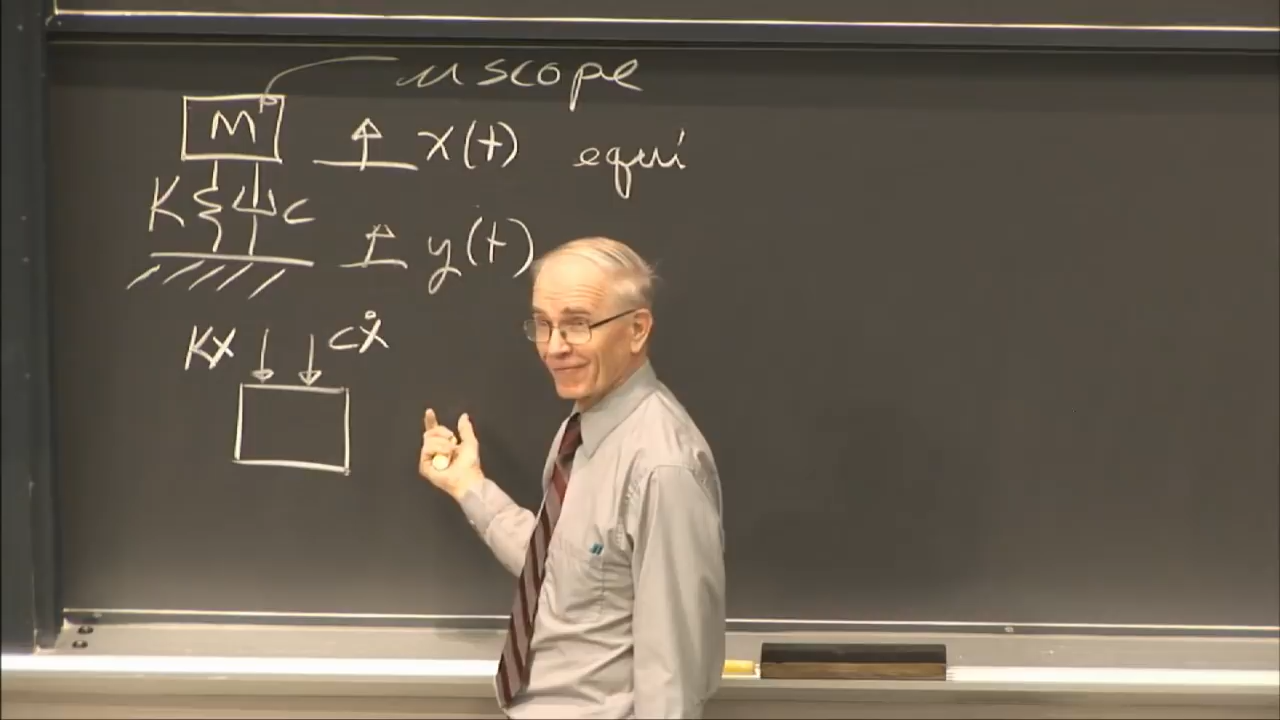 μscope
M
x(t) equi
K C
y(t)
Kx cẋ